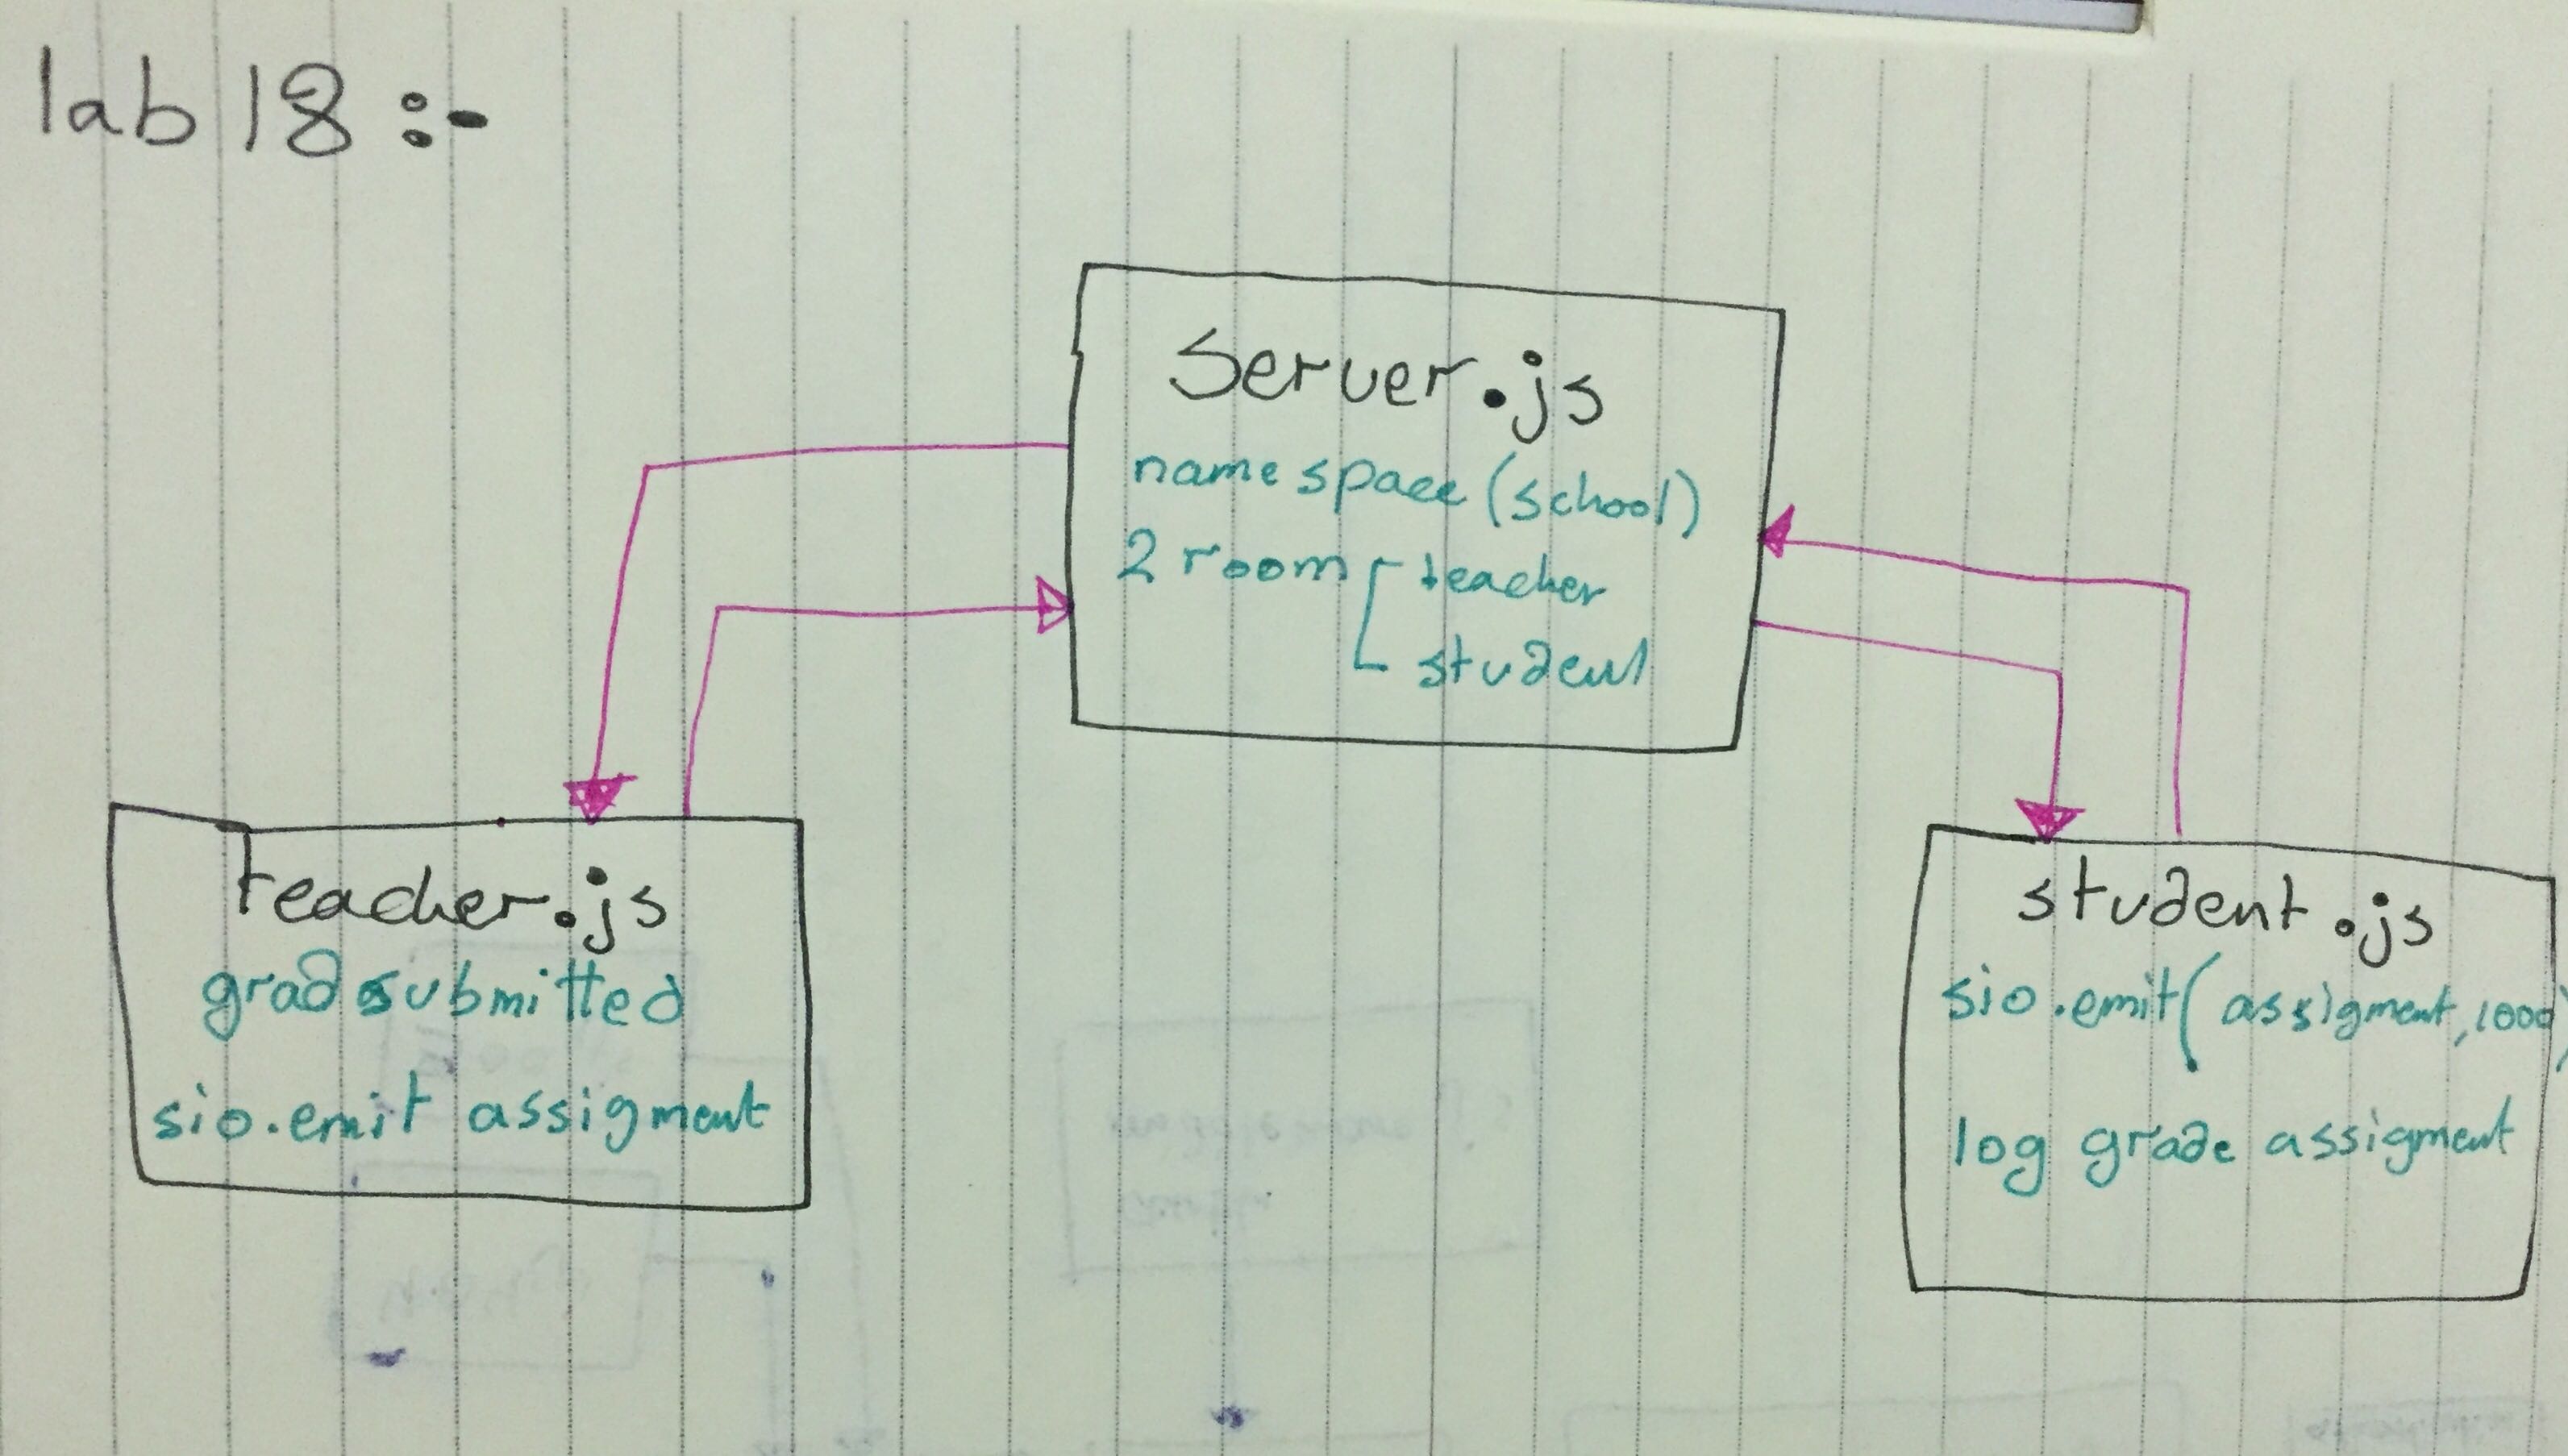 lab 18 :-
Server.js
name space (school)
2 room
teacher
student
teacher.js
grad submitted
sio.emit assigment
student.js
sio.emit( assigment, 1000)
log grade assigment